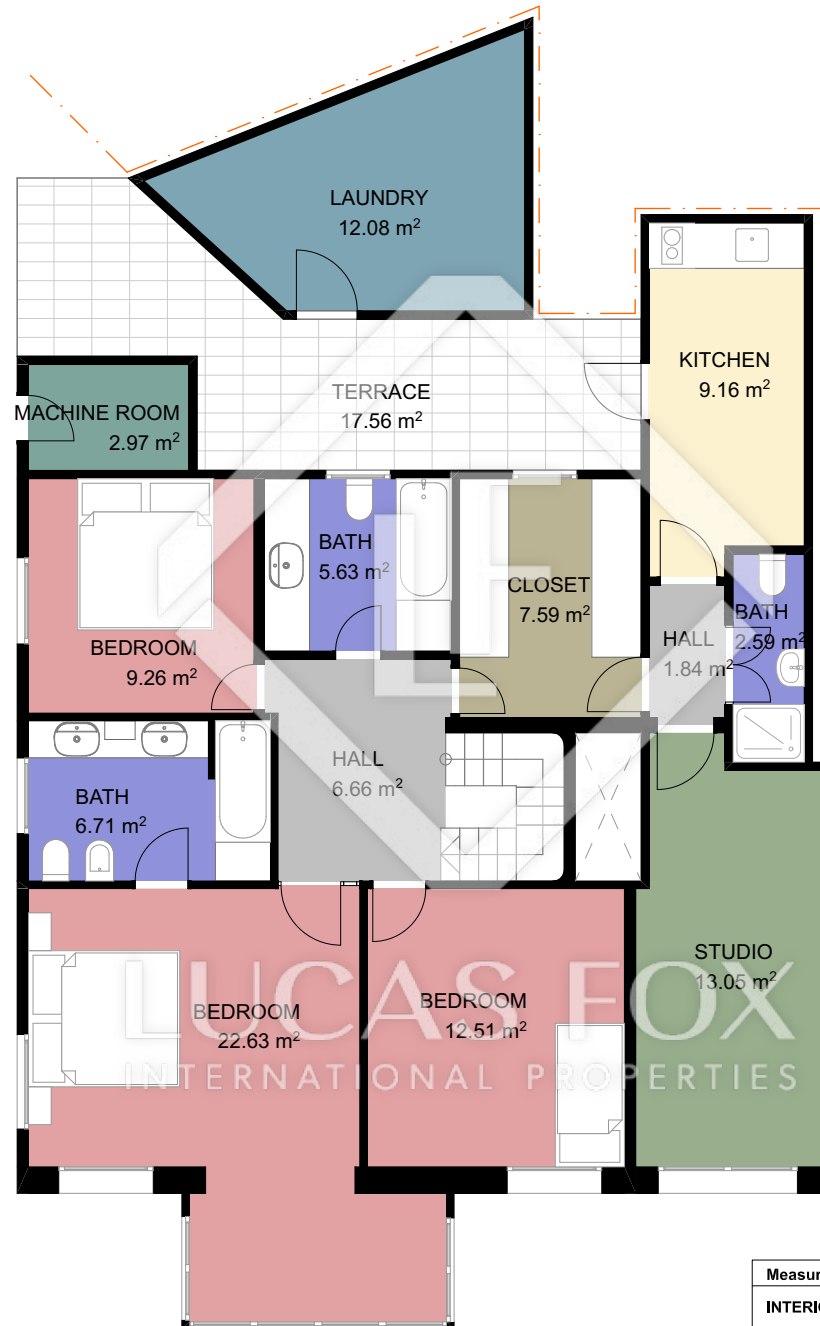 LAUNDRY
12.08 m²
KITCHEN
9.16 m²
TERRACE
17.56 m²
MACHINE ROOM
2.97 m²
BATH
5.63 m²
CLOSET
7.59 m²
BATH
2.59 m²
HALL
1.84 m²
BEDROOM
9.26 m²
HALL
6.66 m²
BATH
6.71 m²
STUDIO
13.05 m²
BEDROOM
22.63 m²
BEDROOM
12.51 m²
LUCAS FOX
INTERNATIONAL PROPERTIES